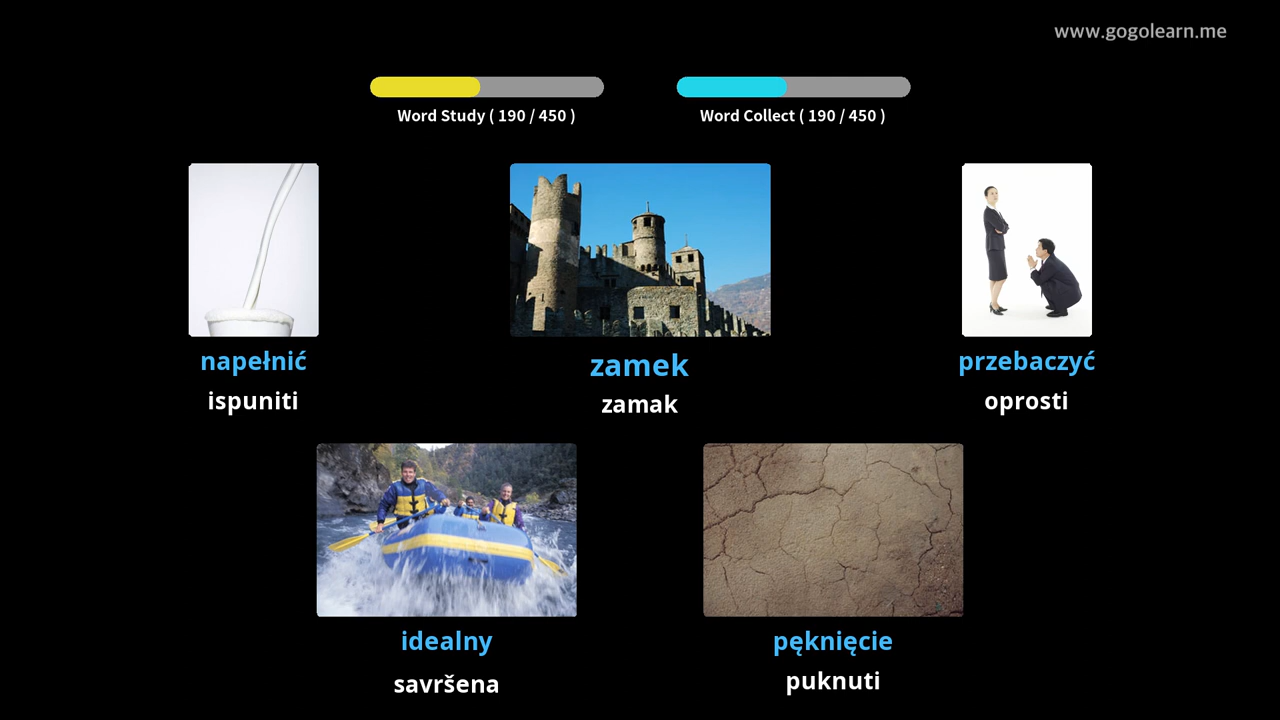 www.gogolearn.me
Word Study ( 190 / 450 )
Word Collect ( 190 / 450 )
napełnić
ispuniti
zamek
zamak
przebaczyć
oprosti
idealny
savršena
pęknięcie
puknuti